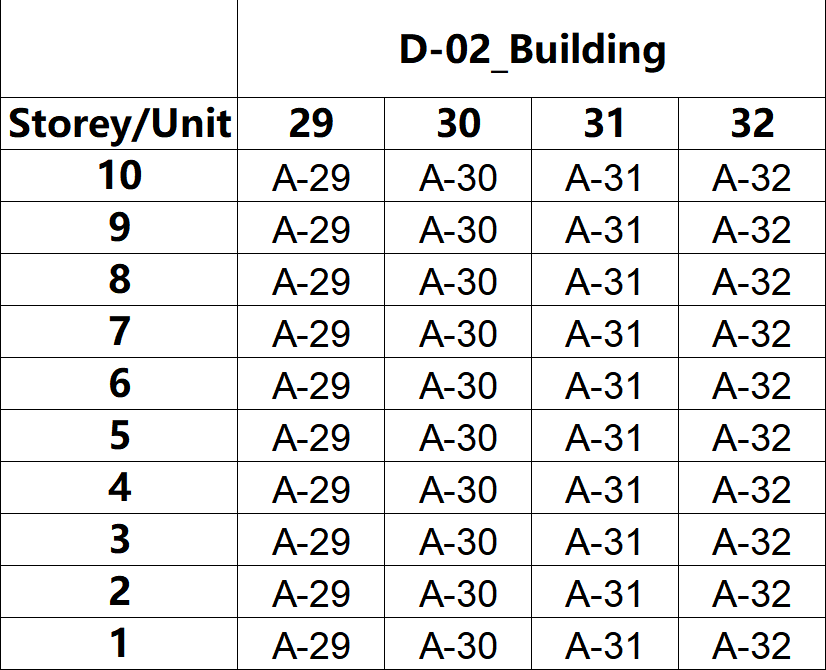 D-02_Building
Storey/Unit 29 30 31 32
10 A-29 A-30 A-31 A-32
9 A-29 A-30 A-31 A-32
8 A-29 A-30 A-31 A-32
7 A-29 A-30 A-31 A-32
6 A-29 A-30 A-31 A-32
5 A-29 A-30 A-31 A-32
4 A-29 A-30 A-31 A-32
3 A-29 A-30 A-31 A-32
2 A-29 A-30 A-31 A-32
1 A-29 A-30 A-31 A-32